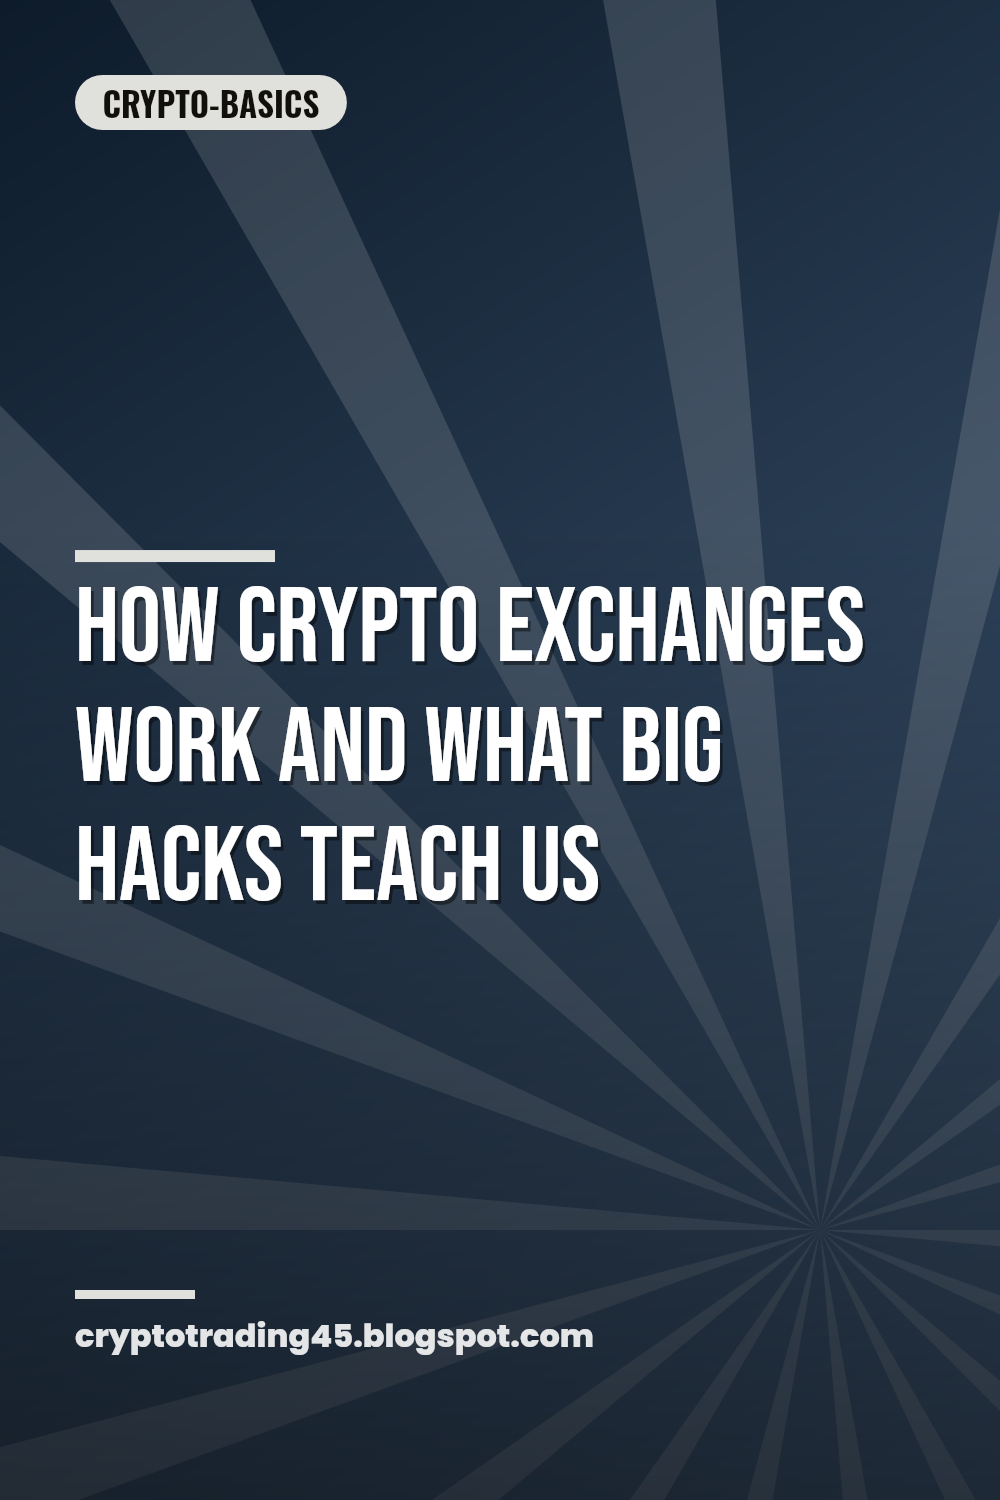 CRYPTO-BASICS
HOW CRYPTO EXCHANGES
WORK AND WHAT BIG
HACKS TEACH US
cryptotrading45.blogspot.com